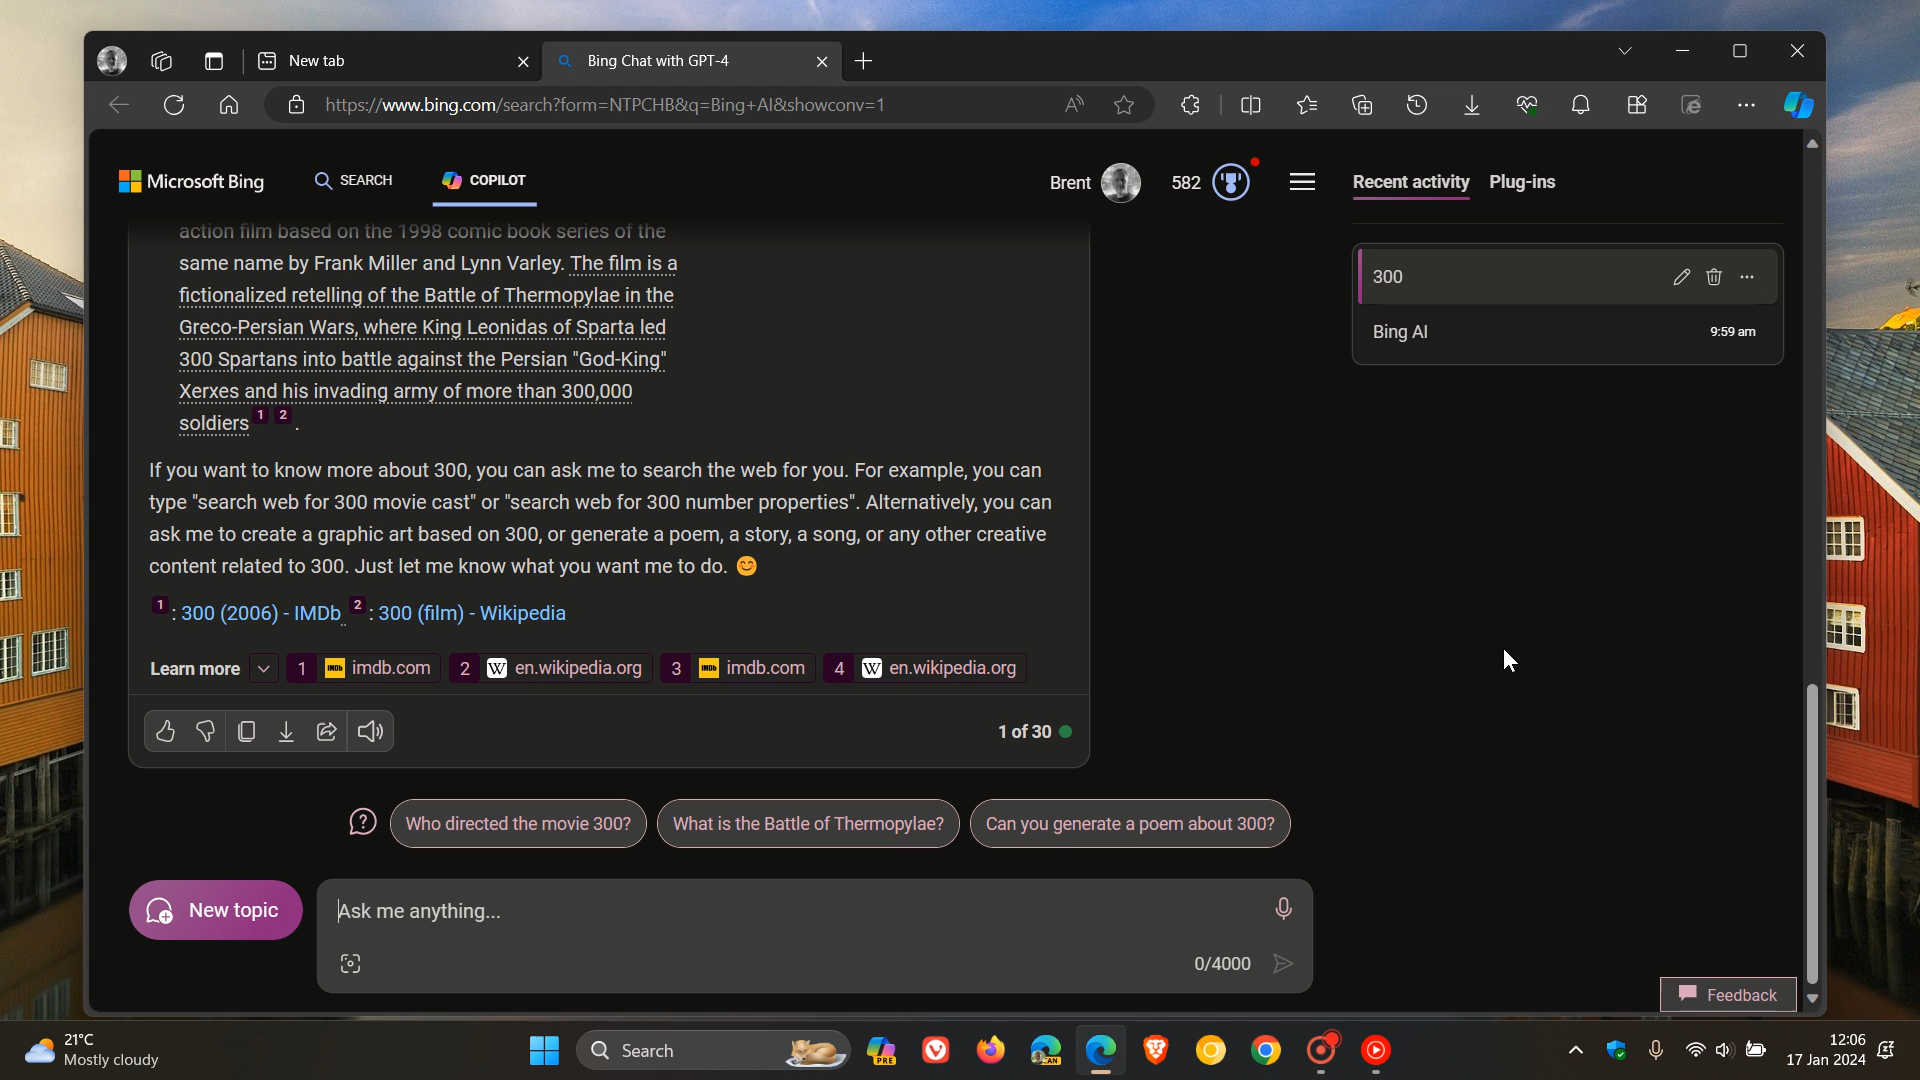 New tab
Bing Chat with GPT-4
https://www.bing.com/search?form=NTPCHB&q=Bing+AI&showconv=1
Microsoft Bing
SEARCH
COPILOT
Brent
582
Recent activity
Plug-ins
action film based on the 1998 comic book series of the
same name by Frank Miller and Lynn Varley. The film is a
fictionalized retelling of the Battle of Thermopylae in the
Greco-Persian Wars, where King Leonidas of Sparta led
300 Spartans into battle against the Persian "God-King"
Xerxes and his invading army of more than 300,000
soldiers 1 2 .
If you want to know more about 300, you can ask me to search the web for you. For example, you can
type "search web for 300 movie cast" or "search web for 300 number properties". Alternatively, you can
ask me to create a graphic art based on 300, or generate a poem, a story, a song, or any other creative
content related to 300. Just let me know what you want me to do. 😊
1 : 300 (2006) - IMDb 2 : 300 (film) - Wikipedia
Learn more 1 IMDb imdb.com 2 W en.wikipedia.org 3 IMDb imdb.com 4 W en.wikipedia.org
1 of 30
300
Bing AI 9:59 am
Who directed the movie 300?
What is the Battle of Thermopylae?
Can you generate a poem about 300?
New topic
Ask me anything...
0/4000
Feedback
21°C
Mostly cloudy
Search
PRE
CAN
12:06
17 Jan 2024